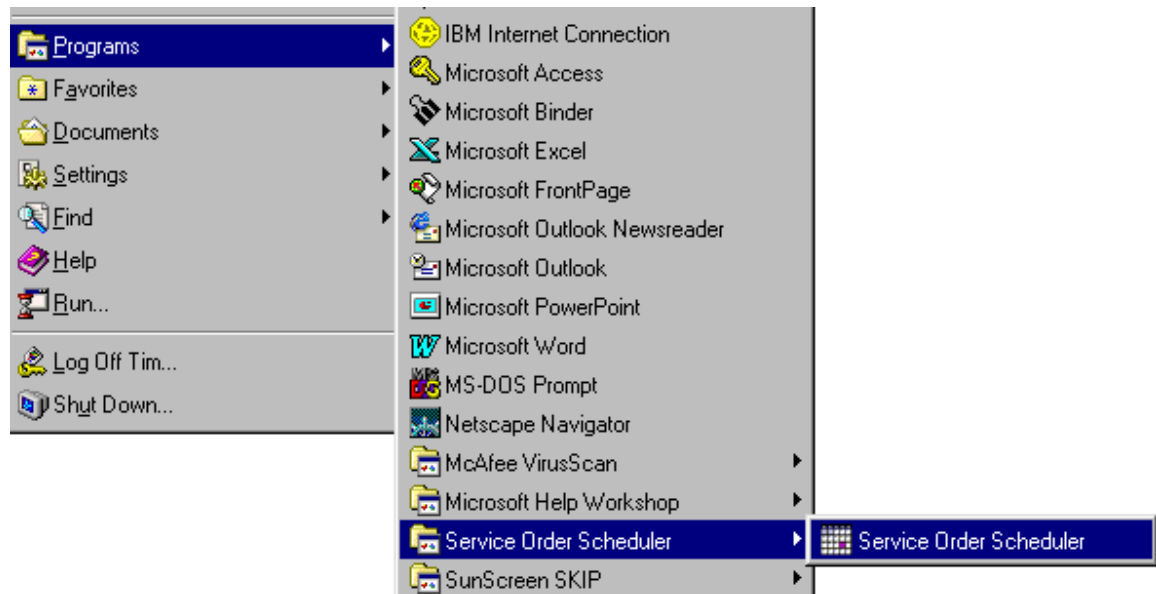 Programs
Favorites
Documents
Settings
Find
Help
Run...
Log Off Tim...
Shut Down...
IBM Internet Connection
Microsoft Access
Microsoft Binder
Microsoft Excel
Microsoft FrontPage
Microsoft Outlook Newsreader
Microsoft Outlook
Microsoft PowerPoint
Microsoft Word
MS-DOS Prompt
Netscape Navigator
McAfee VirusScan
Microsoft Help Workshop
Service Order Scheduler
SunScreen SKIP
Service Order Scheduler